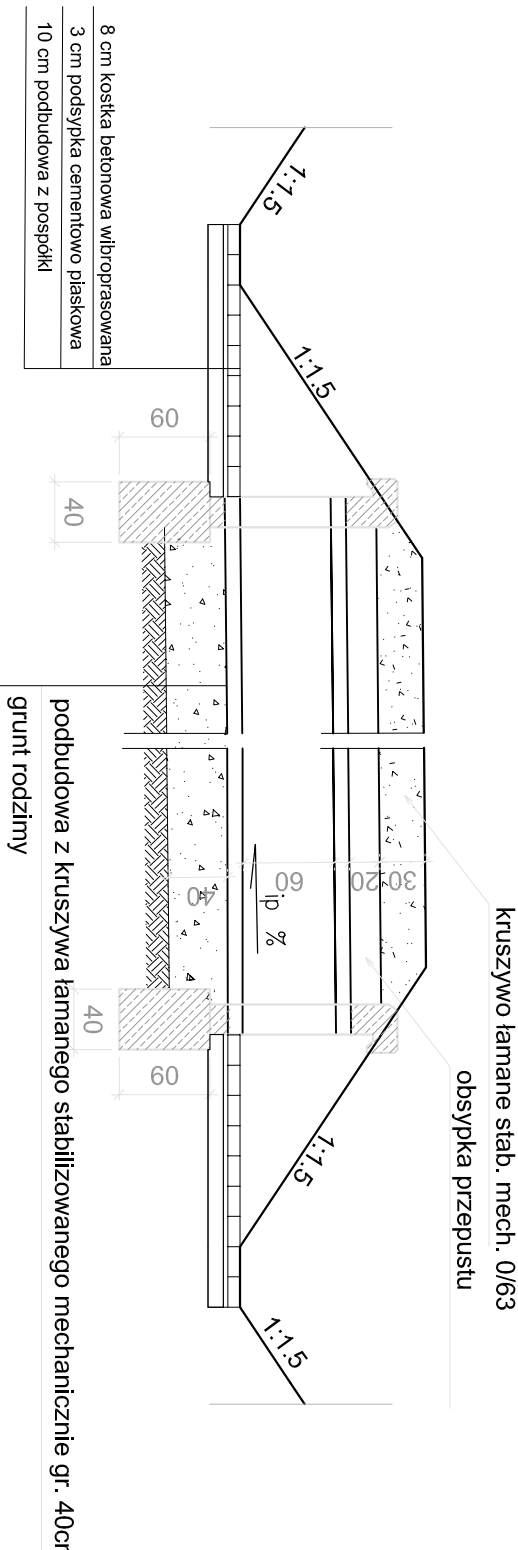 8 cm kostka betonowa wibroprasowana
3 cm podsypka cementowo piaskowa
10 cm podbudowa z pospółki
1:1.5
1:1.5
60
40
kruszywo łamane stab. mech. 0/63
obsypka przepustu
30
20
60
40
ip %
40
60
1:1.5
1:1.5
podbudowa z kruszywa łamanego stabilizowanego mechanicznie gr. 40cm
grunt rodzimy